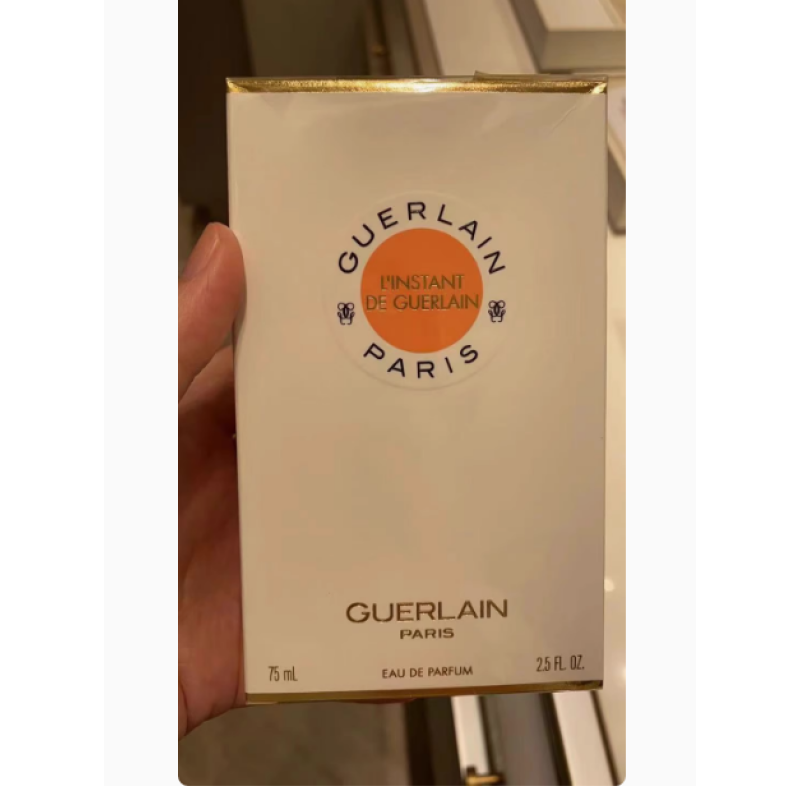 GUERLAIN
L'INSTANT
DE GUERLAIN
PARIS
GUERLAIN
PARIS
75 mL
EAU DE PARFUM
2.5 FL. OZ.